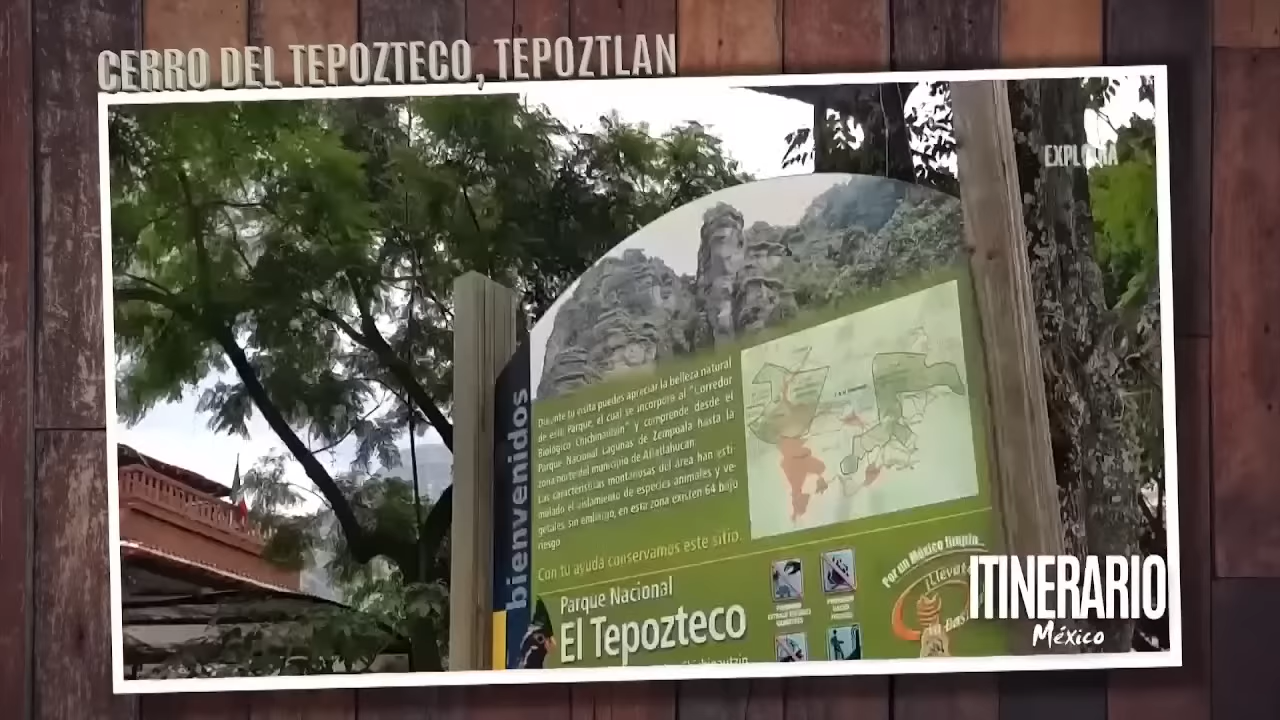 CERRO DEL TEPOZTECO, TEPOZTLAN
bienvenidos
Durante tu visita puedes apreciar la belleza natural
de este Parque, el cual se incorpora al "Corredor
Biológico Chichinautzin" y comprende desde el
Parque Nacional lagunas de Zempoala hasta la
zona norte del municipio de
Las características montañosas del área han esti-
mulado el aislamiento de especies animales y ve-
getales, sin embargo, en esta zona existen 64 bajo
riesgo
Con tu ayuda conservamos este sitio.
Parque Nacional
El Tepozteco
Por un México limpio...
¡Llévate
ITINERARIO
México